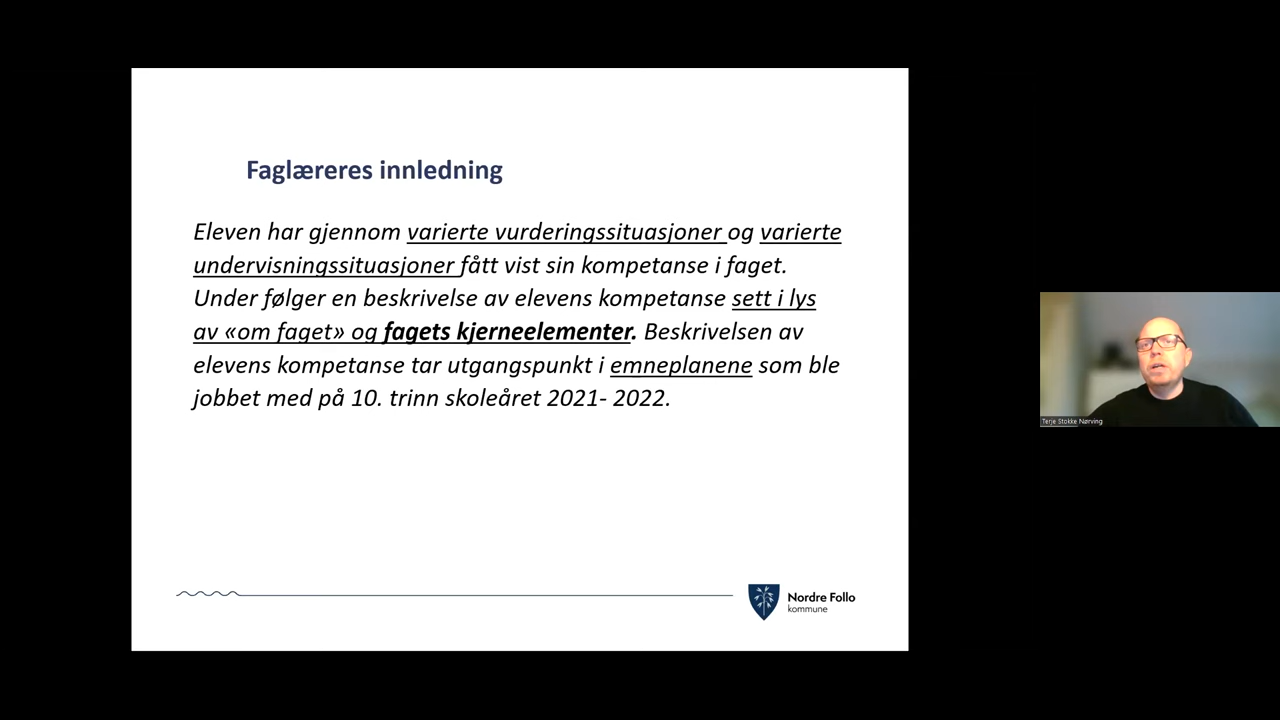 Faglæreres innledning
Eleven har gjennom varierte vurderingssituasjoner og varierte
undervisningssituasjoner fått vist sin kompetanse i faget.
Under følger en beskrivelse av elevens kompetanse sett i lys
av «om faget» og fagets kjerneelementer. Beskrivelsen av
elevens kompetanse tar utgangspunkt i emneplanene som ble
jobbet med på 10. trinn skoleåret 2021- 2022.
Nordre Follo
kommune
Terje Stokke Nørving